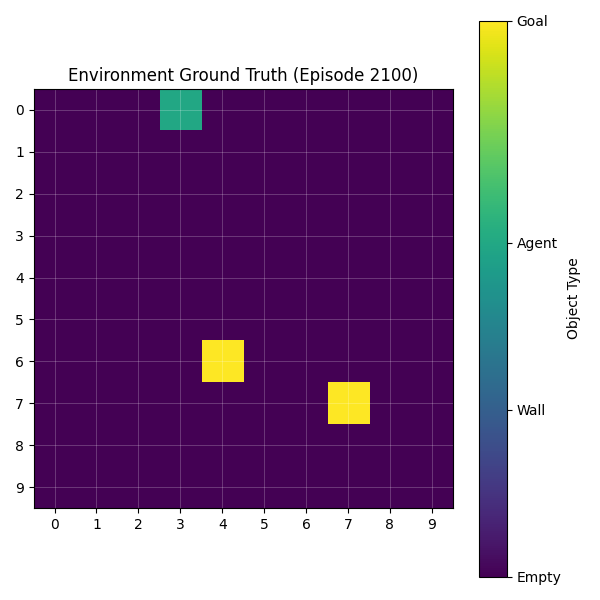 Environment Ground Truth (Episode 2100)
0
1
2
3
4
5
6
7
8
9
0 1 2 3 4 5 6 7 8 9
Goal
Agent
Wall
Empty
Object Type